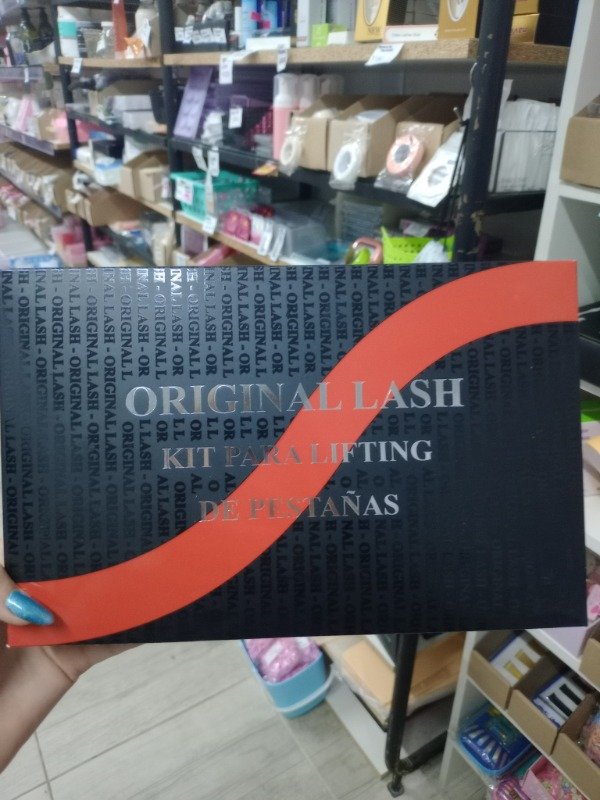 ORIGINAL LASH
KIT PARA LIFTING
DE PESTAÑAS